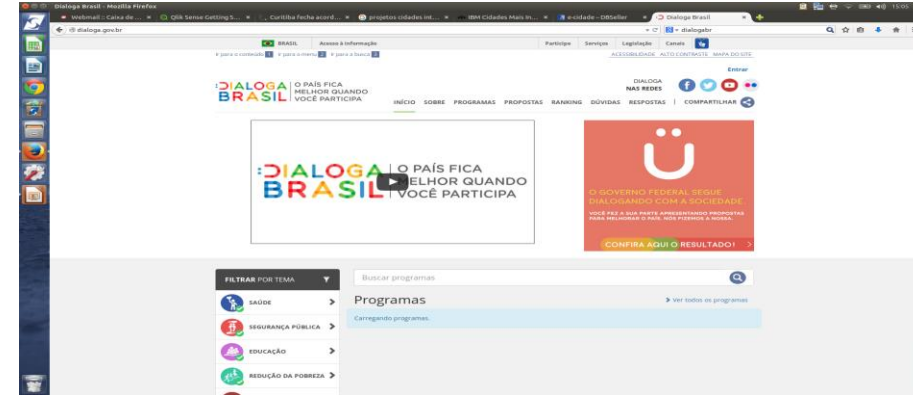 Dialoga Brasil - Mozilla Firefox
15:05
Webmail :: Caixa de ...
Qlik Sense Getting S...
Curitiba fecha acord...
projetos cidades int...
IBM Cidades Mais In...
e-cidade - DBSeller
Dialoga Brasil
dialoga.gov.br
dialogabr
BRASIL Acesso à informação Participe Serviços Legislação Canais
Ir para o conteúdo 1 Ir para o menu 2 Ir para a busca 3 ACESSIBILIDADE ALTO CONTRASTE MAPA DO SITE
Entrar
DIALOGA BRASIL
O PAÍS FICA
MELHOR QUANDO
VOCÊ PARTICIPA
DIALOGA
NAS REDES
INÍCIO SOBRE PROGRAMAS PROPOSTAS RANKING DÚVIDAS RESPOSTAS | COMPARTILHAR
DIALOGA
BRASIL
O PAÍS FICA
MELHOR QUANDO
VOCÊ PARTICIPA
O GOVERNO FEDERAL SEGUE
DIALOGANDO COM A SOCIEDADE.
VOCÊ FEZ A SUA PARTE APRESENTANDO PROPOSTAS
PARA MELHORAR O PAÍS. NÓS FIZEMOS A NOSSA.
CONFIRA AQUI O RESULTADO!
FILTRAR POR TEMA
Buscar programas
SAÚDE
Programas
Ver todos os programas
Carregando programas.
SEGURANÇA PÚBLICA
EDUCAÇÃO
REDUÇÃO DA POBREZA